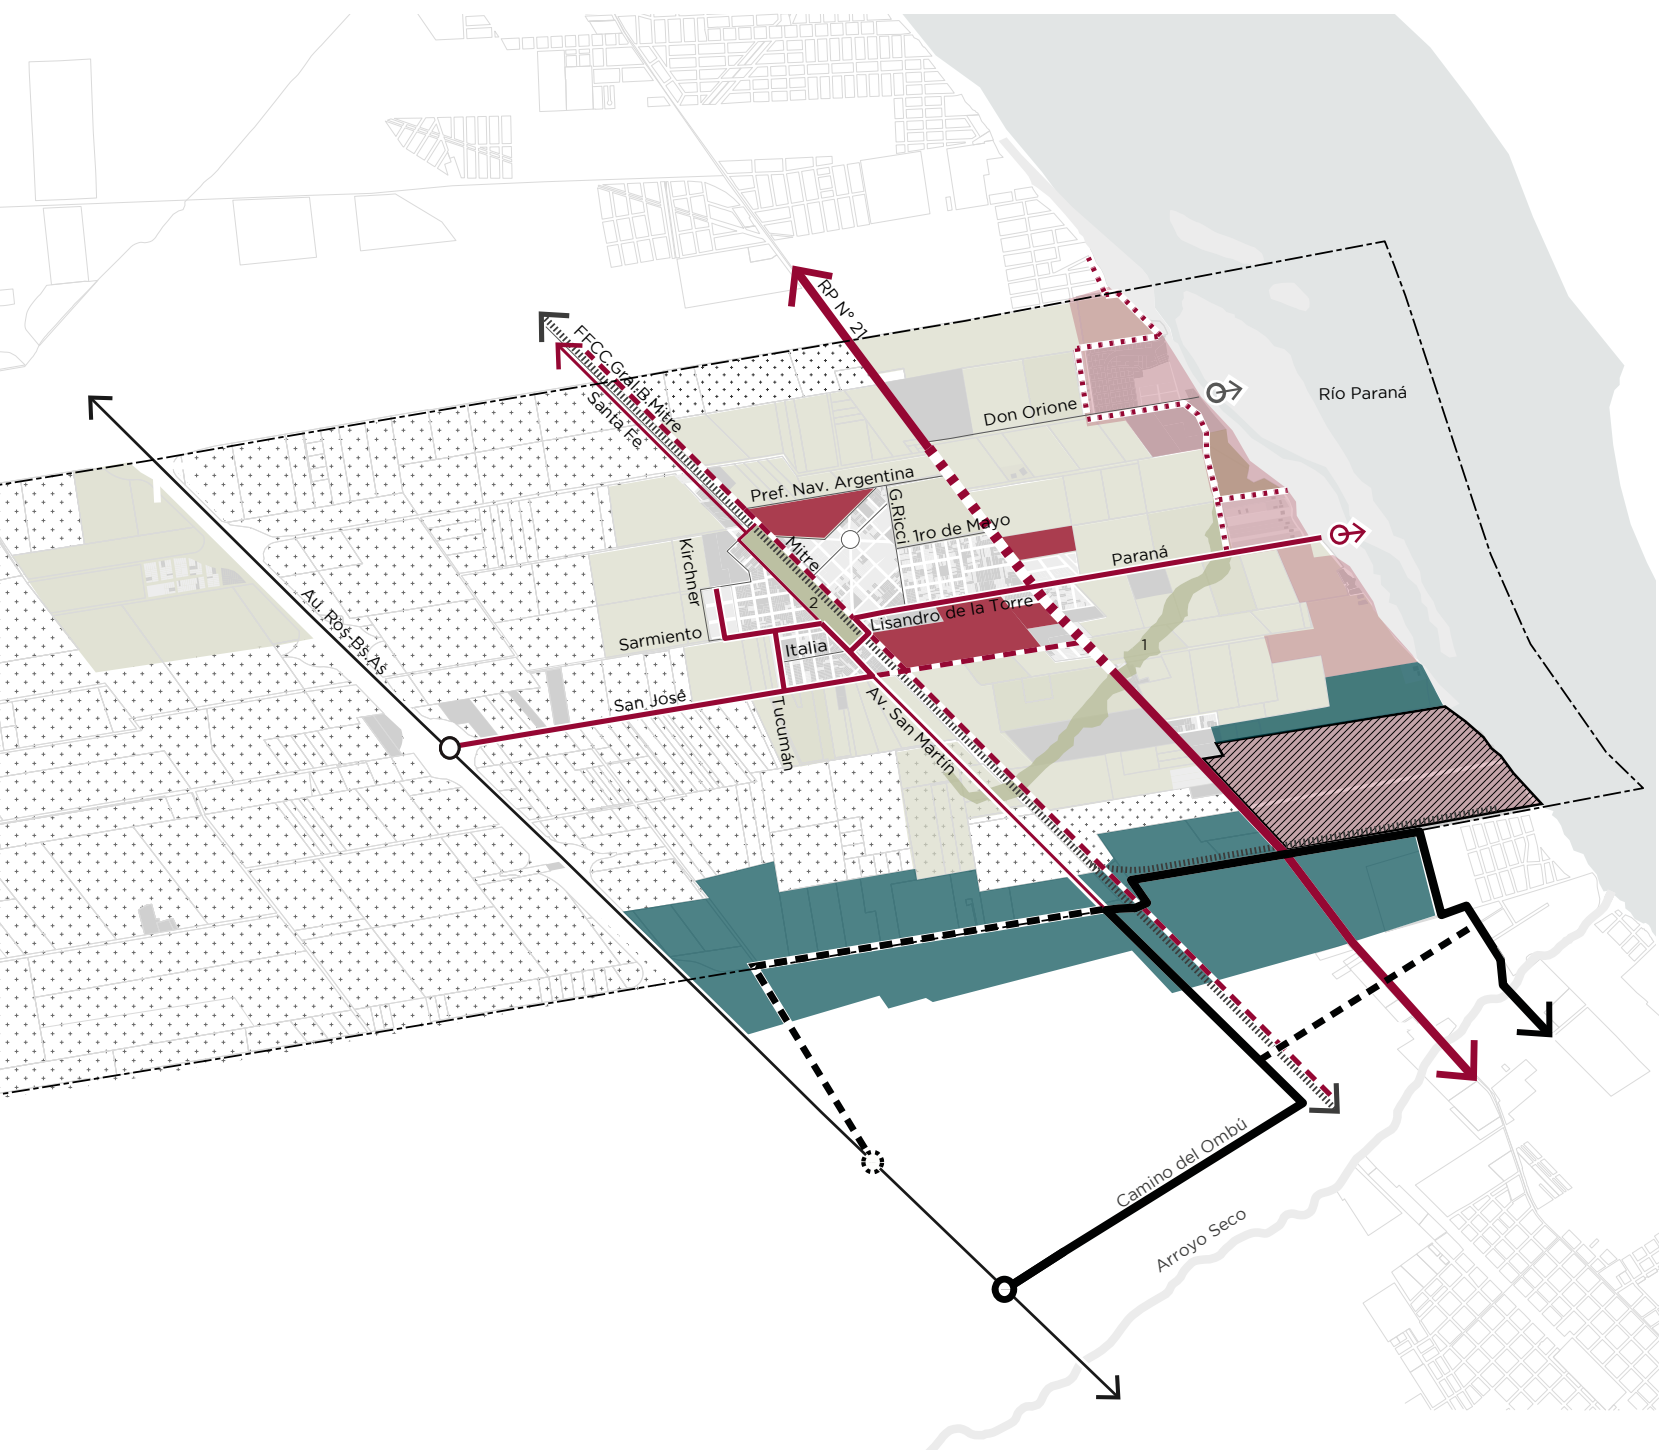 RP N° 21
FFCC.Gral.B.Mitre
Santa Fe
Río Paraná
Don Orione
Pref. Nav. Argentina
G.Ricci
1ro de Mayo
Mitre
Kirchner
Paraná
2
Lisandro de la Torre
Sarmiento
Italia
1
Au. Ros-Bs.As
San José
Tucumán
Av. San Martín
Camino del Ombú
Arroyo Seco